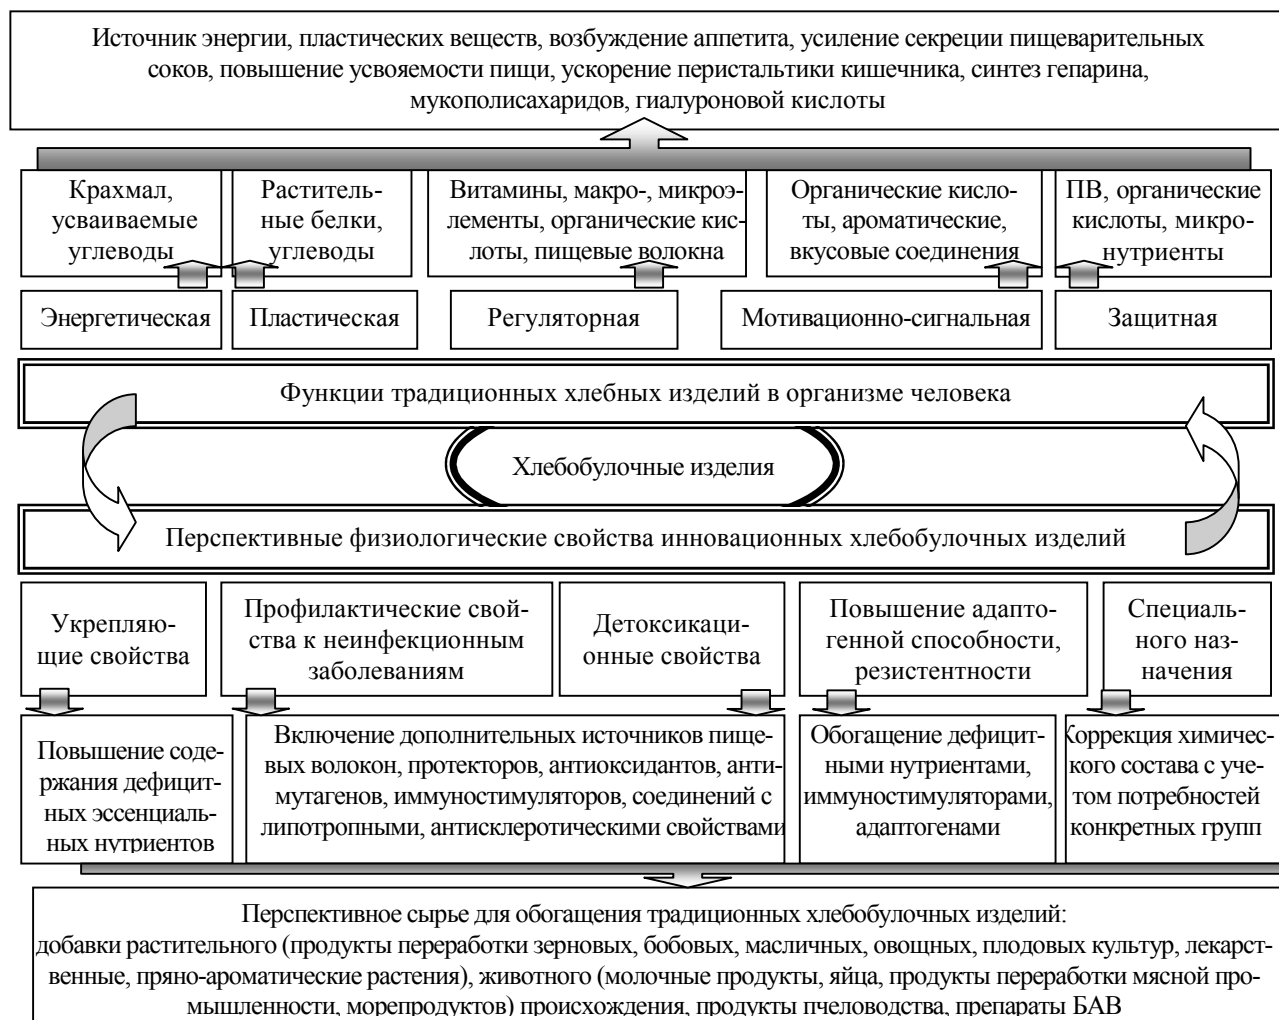 Источник энергии, пластических веществ, возбуждение аппетита, усиление секреции пищеварительных
соков, повышение усвояемости пищи, ускорение перистальтики кишечника, синтез гепарина,
мукополисахаридов, гиалуроновой кислоты
Крахмал,
усваиваемые
углеводы
Раститель-
ные белки,
углеводы
Витамины, макро-, микроэ-
лементы, органические кис-
лоты, пищевые волокна
Органические кисло-
ты, ароматические,
вкусовые соединения
ПВ, органические
кислоты, микро-
нутриенты
Энергетическая
Пластическая
Регуляторная
Мотивационно-сигнальная
Защитная
Функции традиционных хлебных изделий в организме человека
Хлебобулочные изделия
Перспективные физиологические свойства инновационных хлебобулочных изделий
Укрепляю-
щие свойства
Профилактические свой-
ства к неинфекционным
заболеваниям
Детоксикаци-
онные свойства
Повышение адапто-
генной способности,
резистентности
Специаль-
ного наз-
начения
Повышение соде-
ржания дефицит-
ных эссенциаль-
ных нутриентов
Включение дополнительных источников пище-
вых волокон, протекторов, антиоксидантов, анти-
мутагенов, иммуностимуляторов, соединений с
липотропными, антисклеротическими свойствами
Обогащение дефицит-
ными нутриентами,
иммуностимуляторами,
адаптогенами
Коррекция химичес-
кого состава с уче-
том потребностей
конкретных групп
Перспективное сырье для обогащения традиционных хлебобулочных изделий:
добавки растительного (продукты переработки зерновых, бобовых, масличных, овощных, плодовых культур, лекарст-
венные, пряно-ароматические растения), животного (молочные продукты, яйца, продукты переработки мясной про-
мышленности, морепродуктов) происхождения, продукты пчеловодства, препараты БАВ